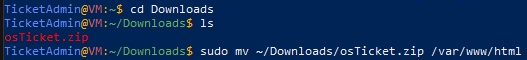 TicketAdmin@VM:~$ cd Downloads
TicketAdmin@VM:~/Downloads$ ls
osTicket.zip
TicketAdmin@VM:~/Downloads$ sudo mv ~/Downloads/osTicket.zip /var/www/html